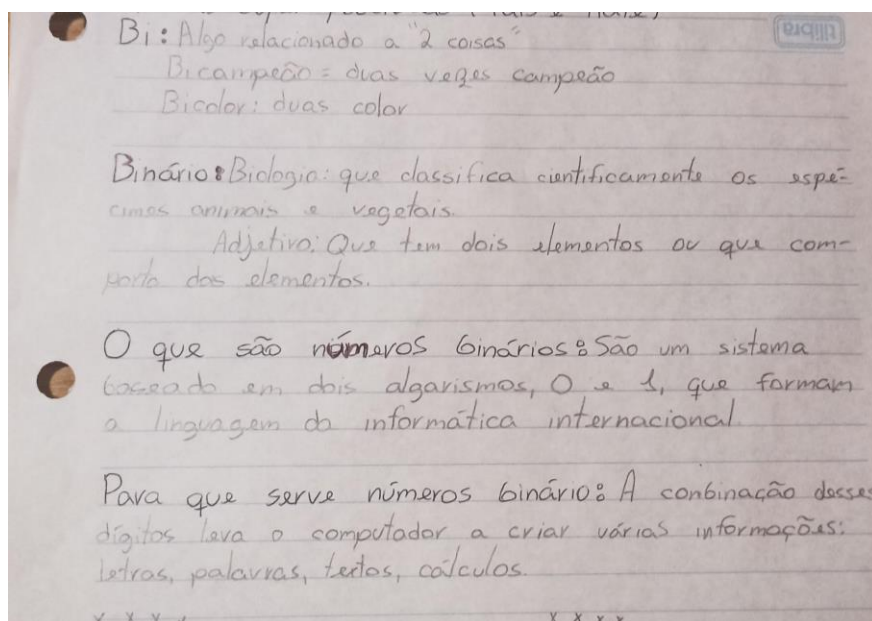 tilibra
Bi: Algo relacionado a "2 coisas"
Bicampeão = duas vezes campeão
Bicolor: duas color
Binário: Biologia: que classifica cientificamente os espé-
cimes animais e vegetais.
Adjetivo: Que tem dois elementos ou que com-
porta dos elementos.
O que são números binários: São um sistema
baseado em dois algarismos, 0 e 1, que formam
a linguagem da informática internacional
Para que serve números binário: A conbinação desses
dígitos leva o computador a criar várias informações:
letras, palavras, textos, cálculos.
x x x
x x x x